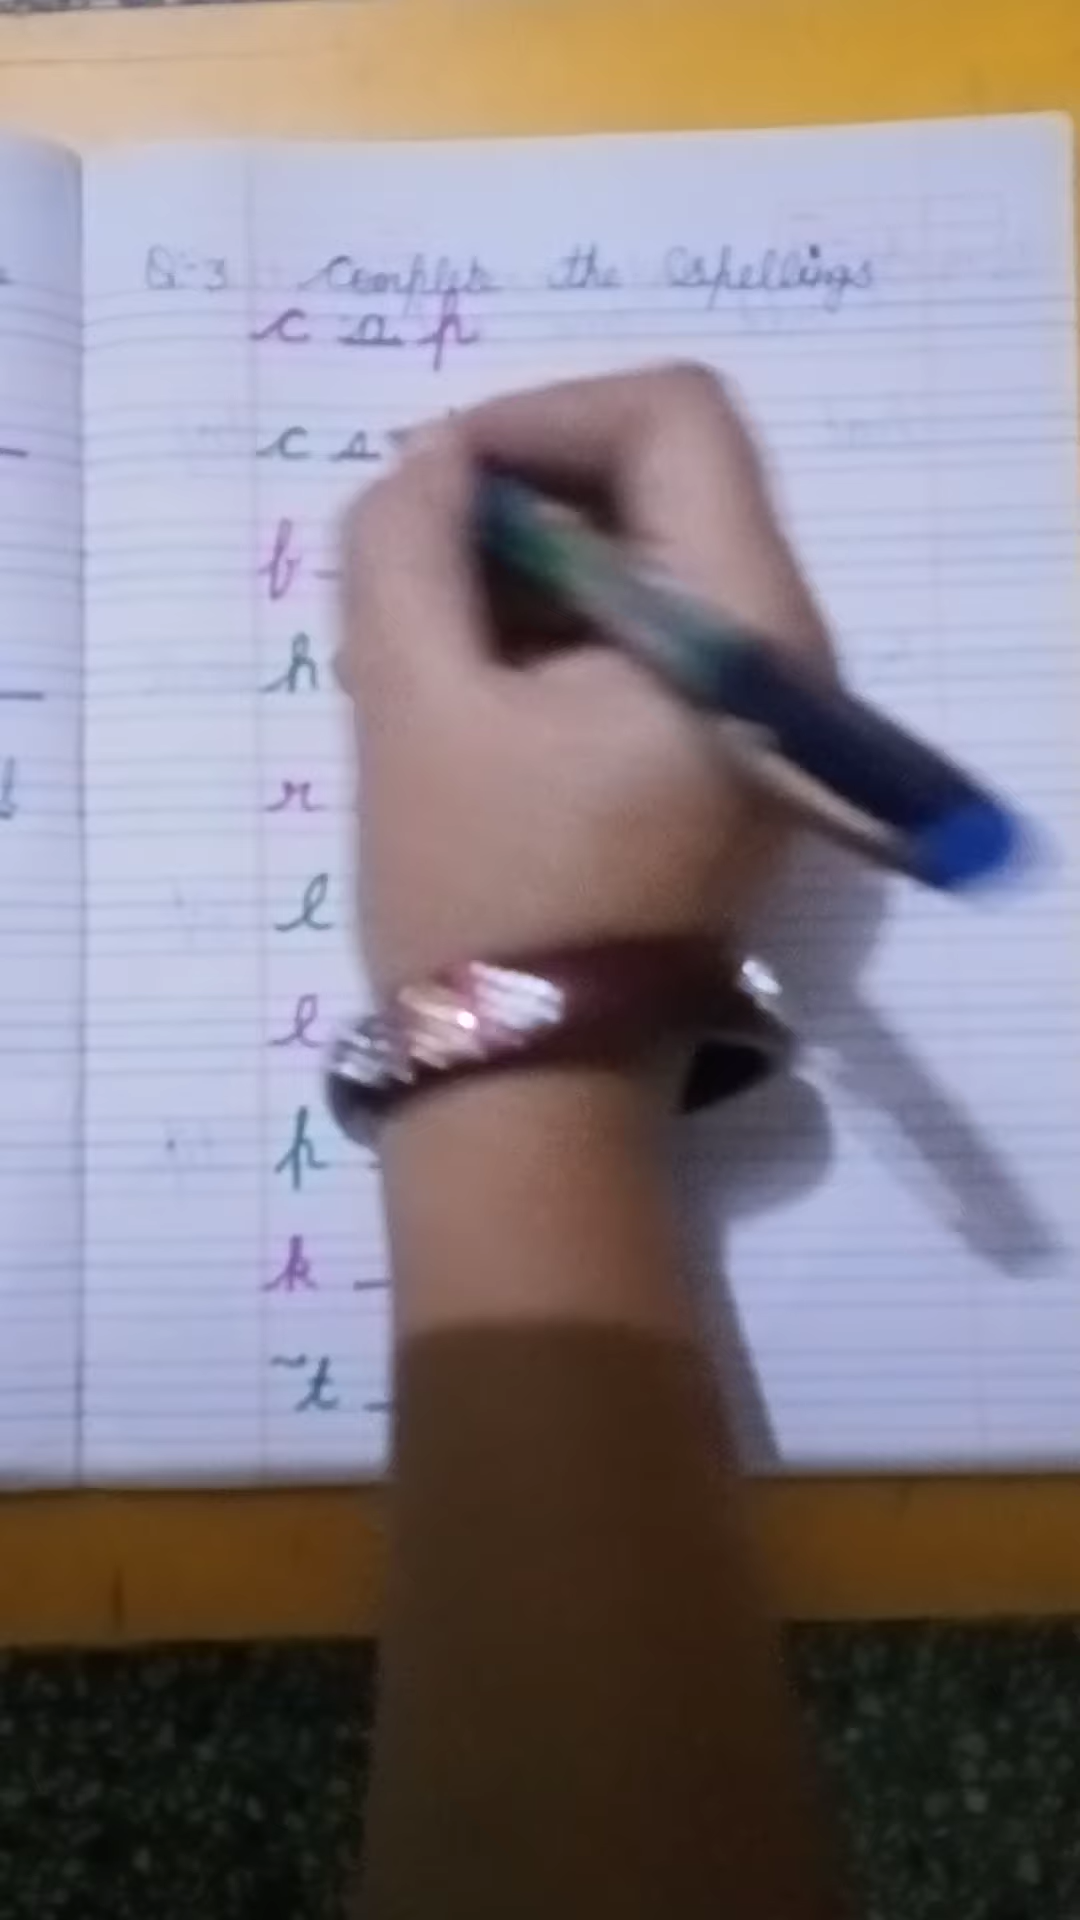 Q-3 Complete the Spellings
c a p
c a
b _
h
r
l
l
p _
k _
t _